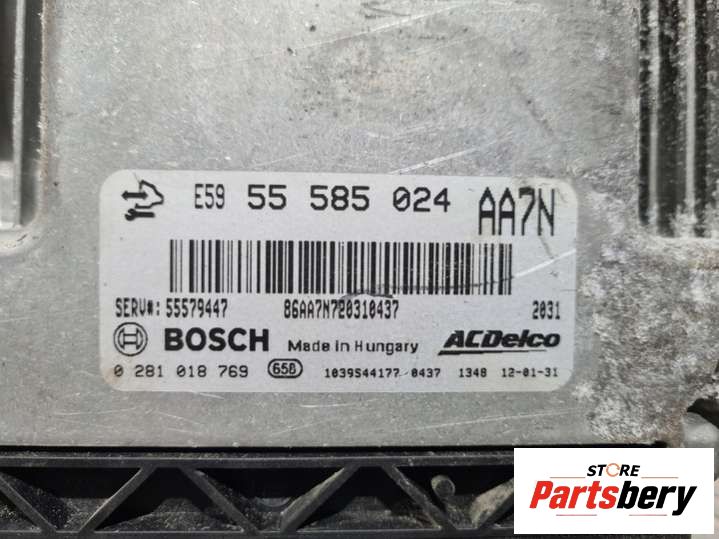 E59 55 585 024 AA7N
SERV#: 55579447 86AA7N720310437 2031
BOSCH Made in Hungary ACDelco
0 281 018 769 658 1039S44177 0437 1348 12-01-31
STORE
Partsbery